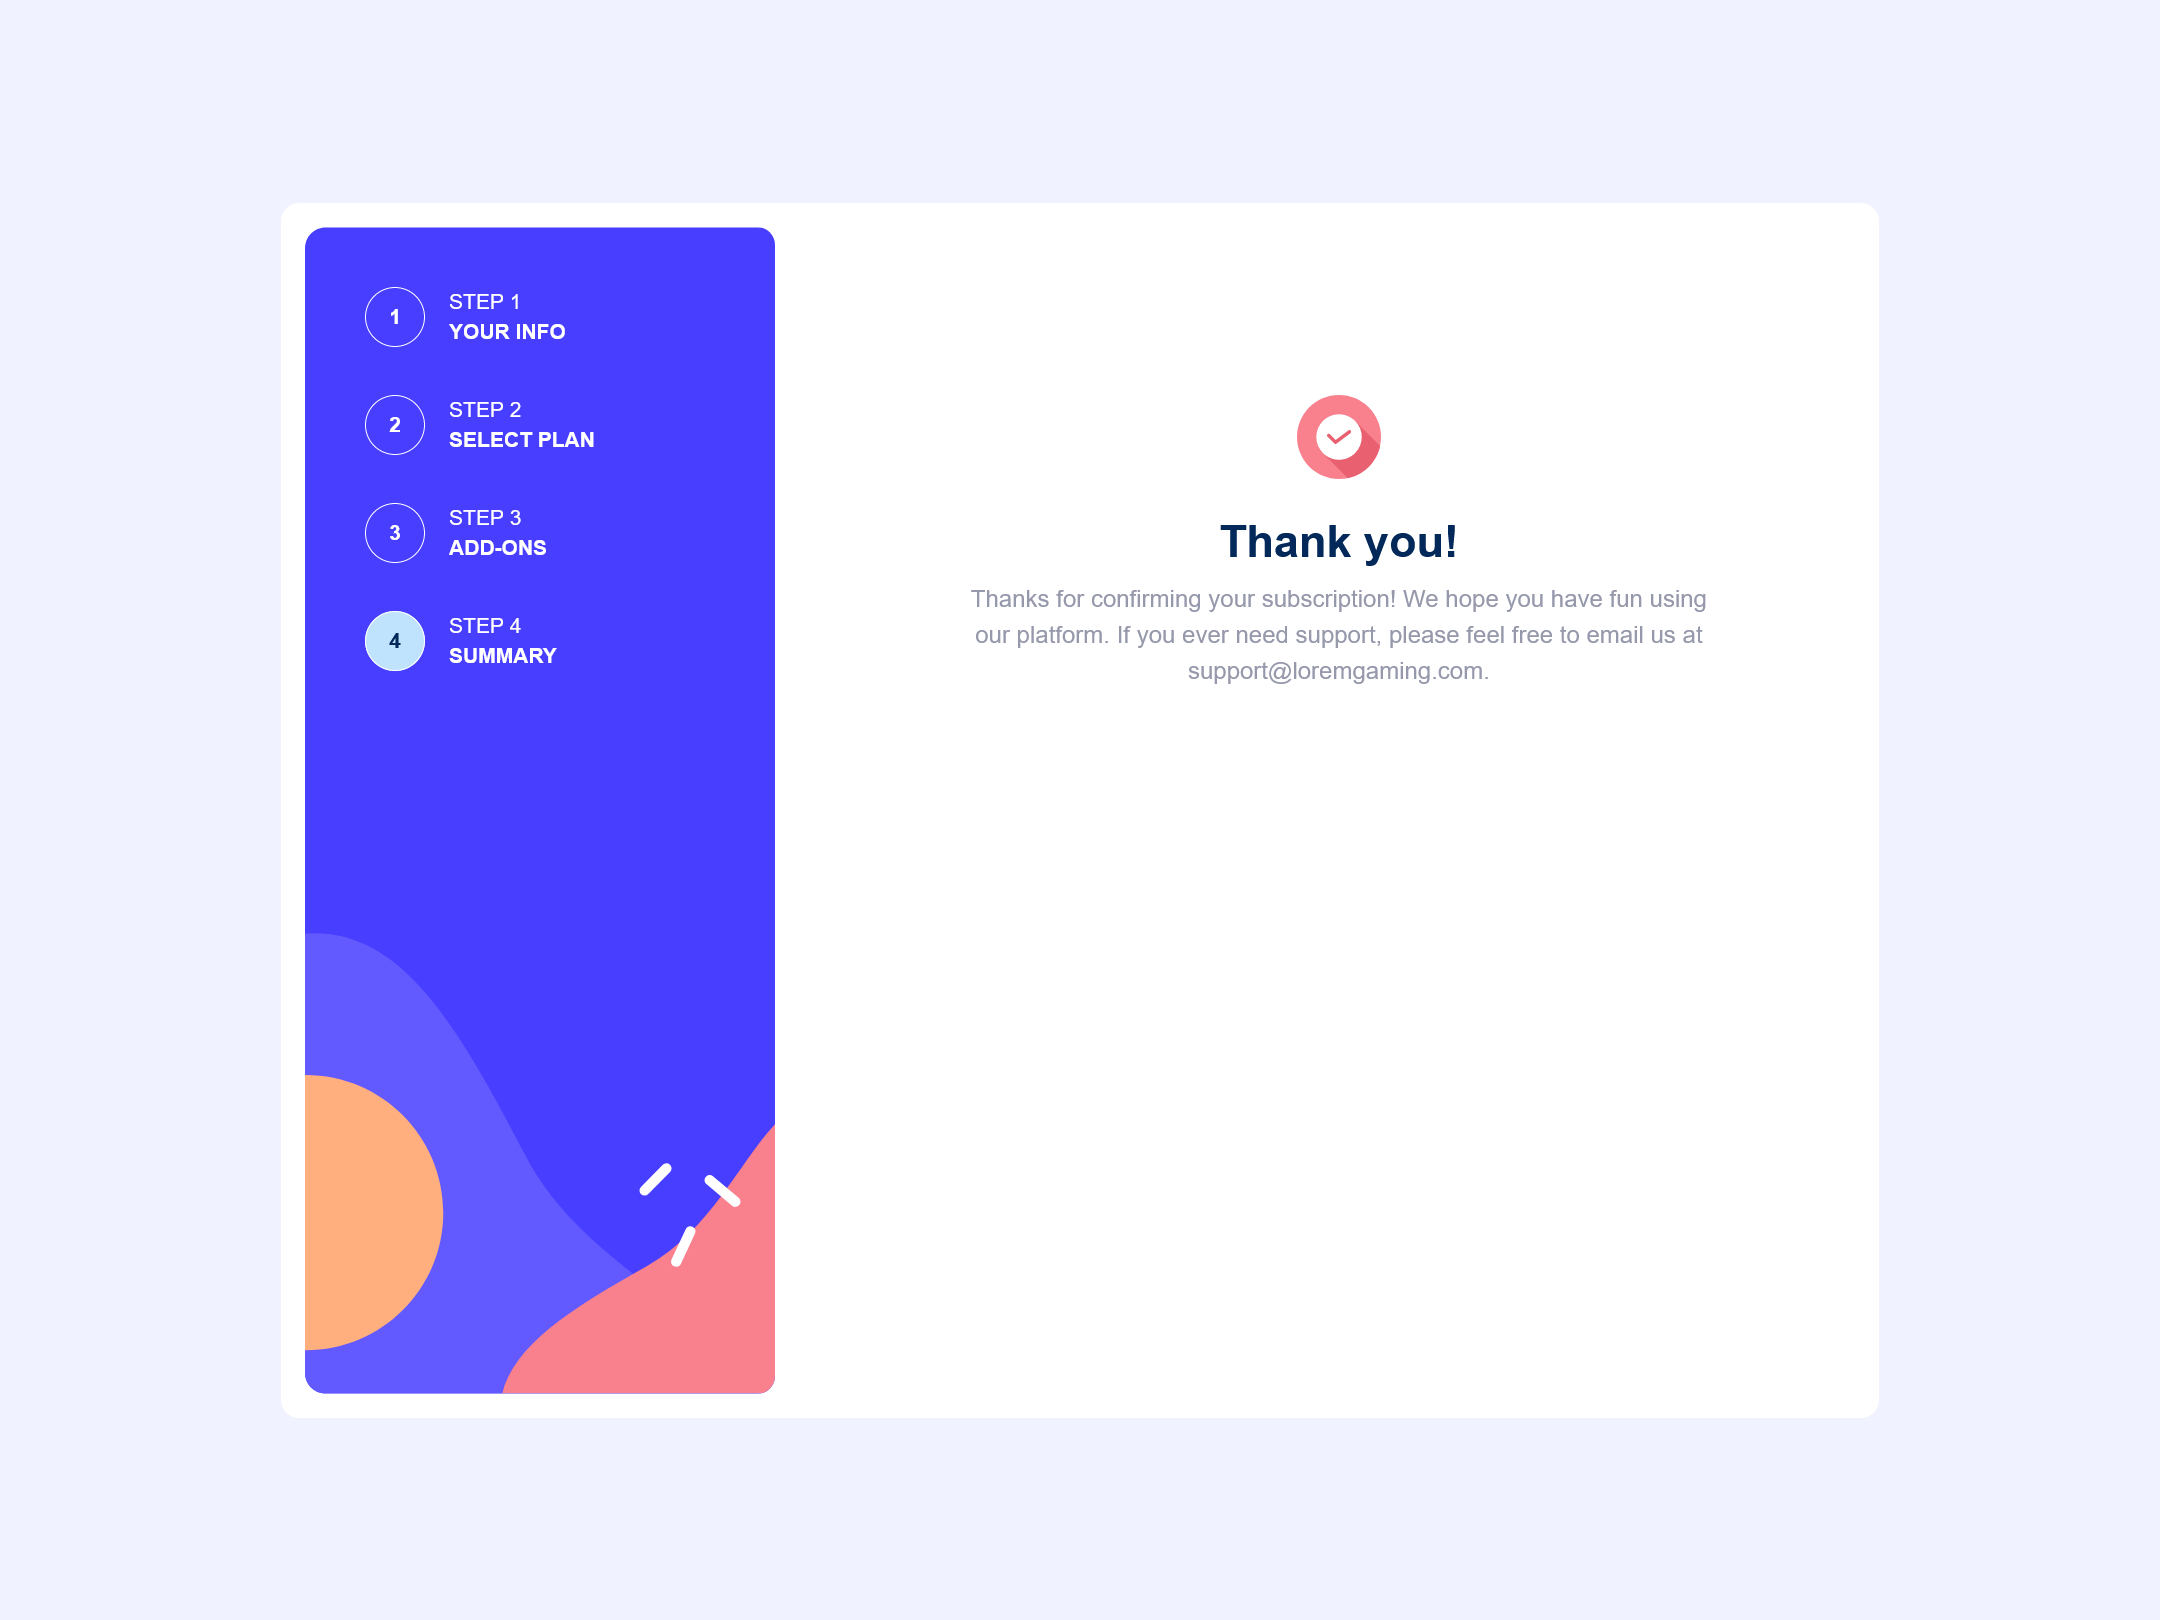 1
STEP 1
YOUR INFO
2
STEP 2
SELECT PLAN
3
STEP 3
ADD-ONS
4
STEP 4
SUMMARY
Thank you!
Thanks for confirming your subscription! We hope you have fun using
our platform. If you ever need support, please feel free to email us at
support@loremgaming.com.